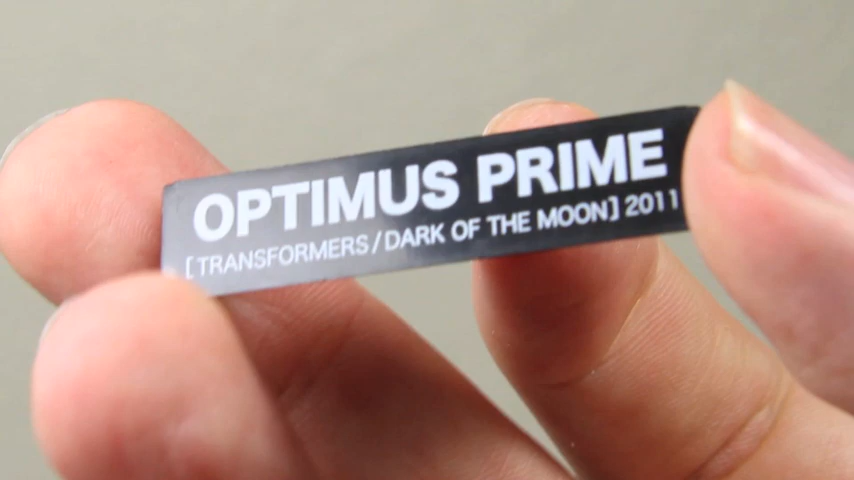 OPTIMUS PRIME
[TRANSFORMERS/DARK OF THE MOON] 2011